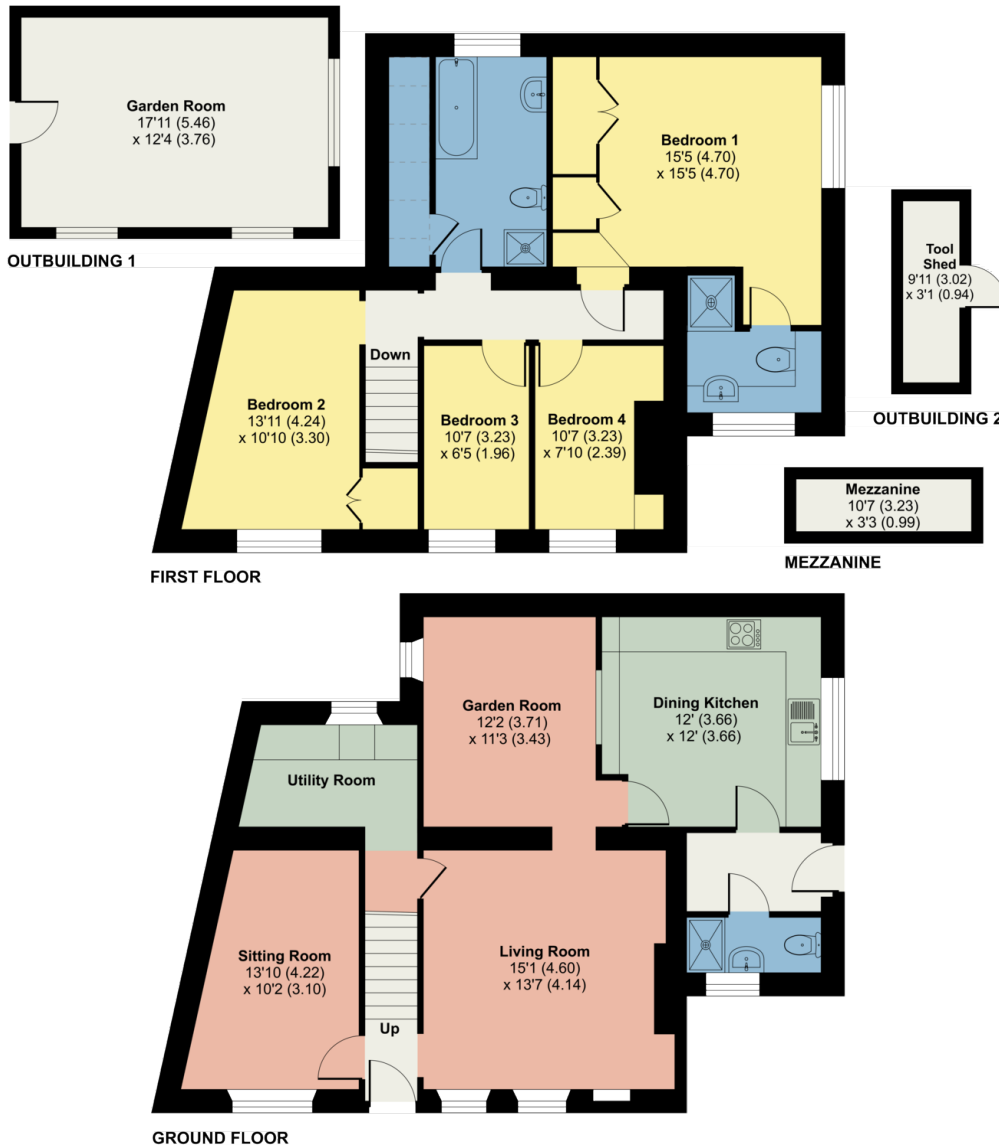 Garden Room
17'11 (5.46)
x 12'4 (3.76)
OUTBUILDING 1
Bedroom 1
15'5 (4.70)
x 15'5 (4.70)
Tool
Shed
9'11 (3.02)
x 3'1 (0.94)
OUTBUILDING 2
Down
Bedroom 2
13'11 (4.24)
x 10'10 (3.30)
Bedroom 3
10'7 (3.23)
x 6'5 (1.96)
Bedroom 4
10'7 (3.23)
x 7'10 (2.39)
Mezzanine
10'7 (3.23)
x 3'3 (0.99)
MEZZANINE
FIRST FLOOR
Garden Room
12'2 (3.71)
x 11'3 (3.43)
Dining Kitchen
12' (3.66)
x 12' (3.66)
Utility Room
Sitting Room
13'10 (4.22)
x 10'2 (3.10)
Living Room
15'1 (4.60)
x 13'7 (4.14)
Up
GROUND FLOOR